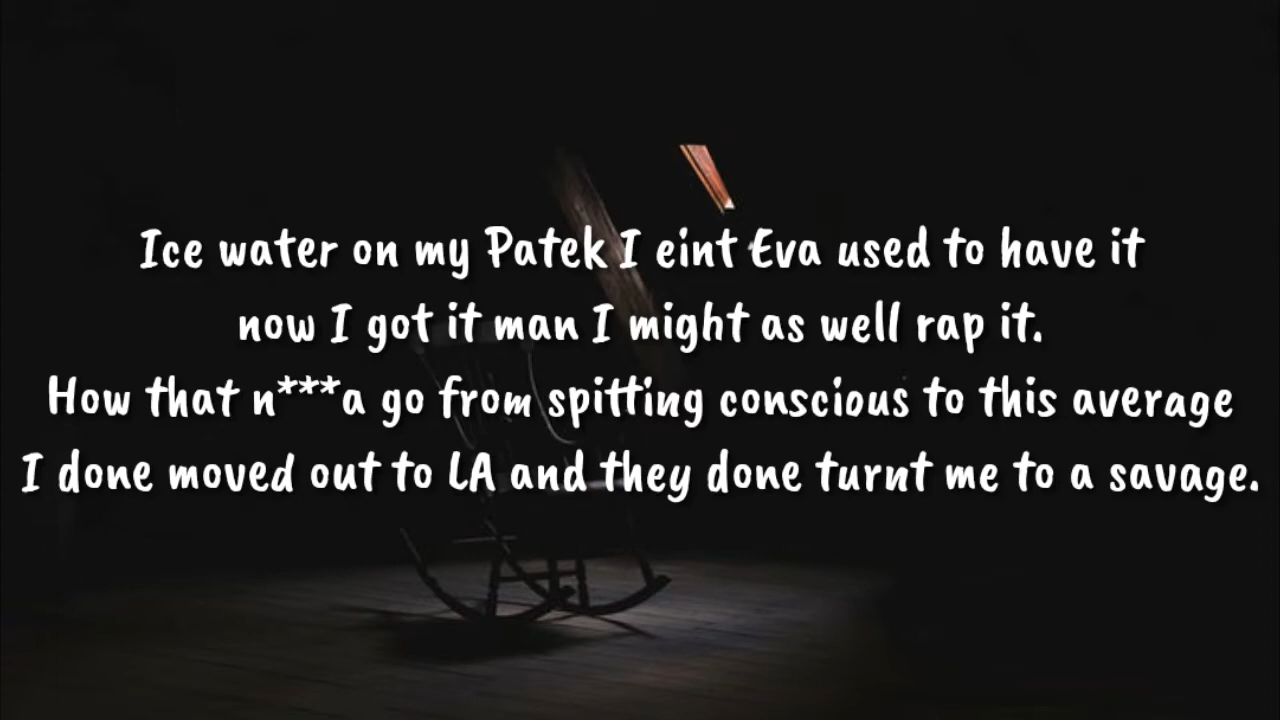 Ice water on my Patek I eint Eva used to have it
now I got it man I might as well rap it.
How that n***a go from spitting conscious to this average
I done moved out to LA and they done turnt me to a savage.